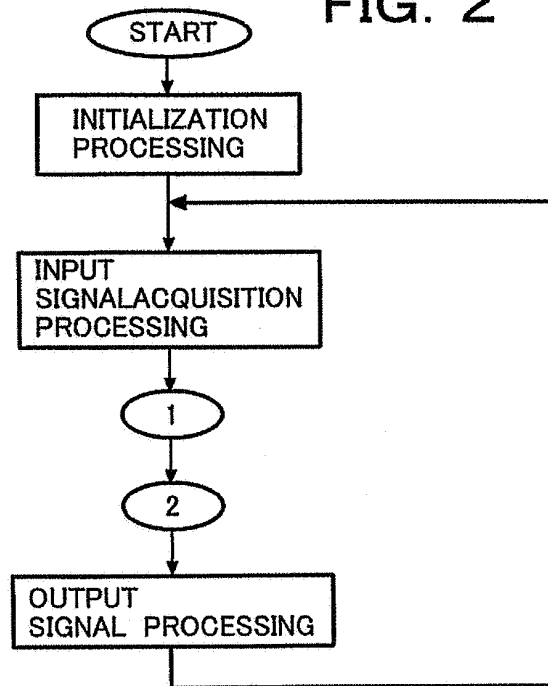 FIG. 2
START
INITIALIZATION
PROCESSING
INPUT
SIGNALACQUISITION
PROCESSING
1
2
OUTPUT
SIGNAL PROCESSING